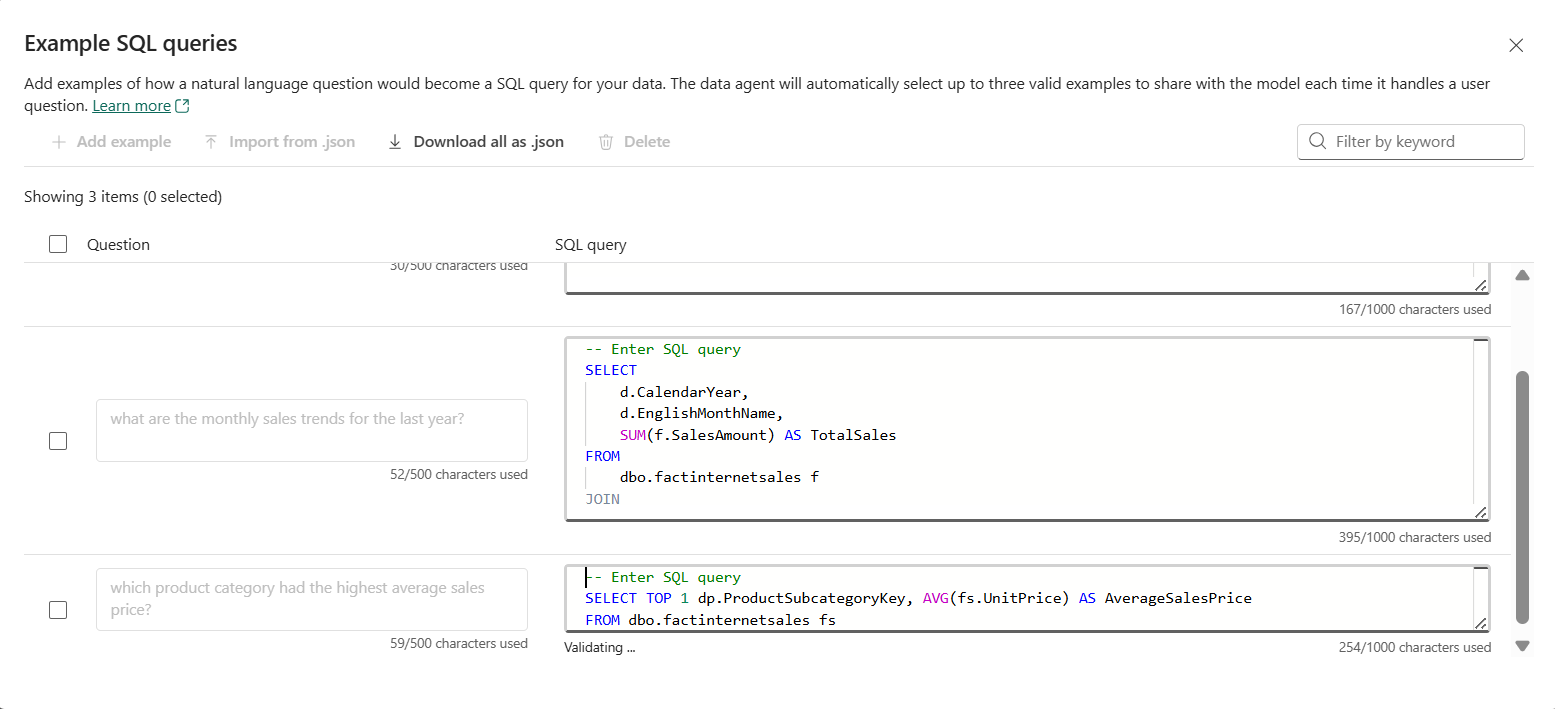 Example SQL queries
Add examples of how a natural language question would become a SQL query for your data. The data agent will automatically select up to three valid examples to share with the model each time it handles a user
question. Learn more
Add example Import from .json Download all as .json Delete Filter by keyword
Showing 3 items (0 selected)
Question SQL query
30/500 characters used
167/1000 characters used
what are the monthly sales trends for the last year?
52/500 characters used
-- Enter SQL query
SELECT
d.CalendarYear,
d.EnglishMonthName,
SUM(f.SalesAmount) AS TotalSales
FROM
dbo.factinternetsales f
JOIN
395/1000 characters used
which product category had the highest average sales
price?
59/500 characters used
-- Enter SQL query
SELECT TOP 1 dp.ProductSubcategoryKey, AVG(fs.UnitPrice) AS AverageSalesPrice
FROM dbo.factinternetsales fs
Validating ...
254/1000 characters used